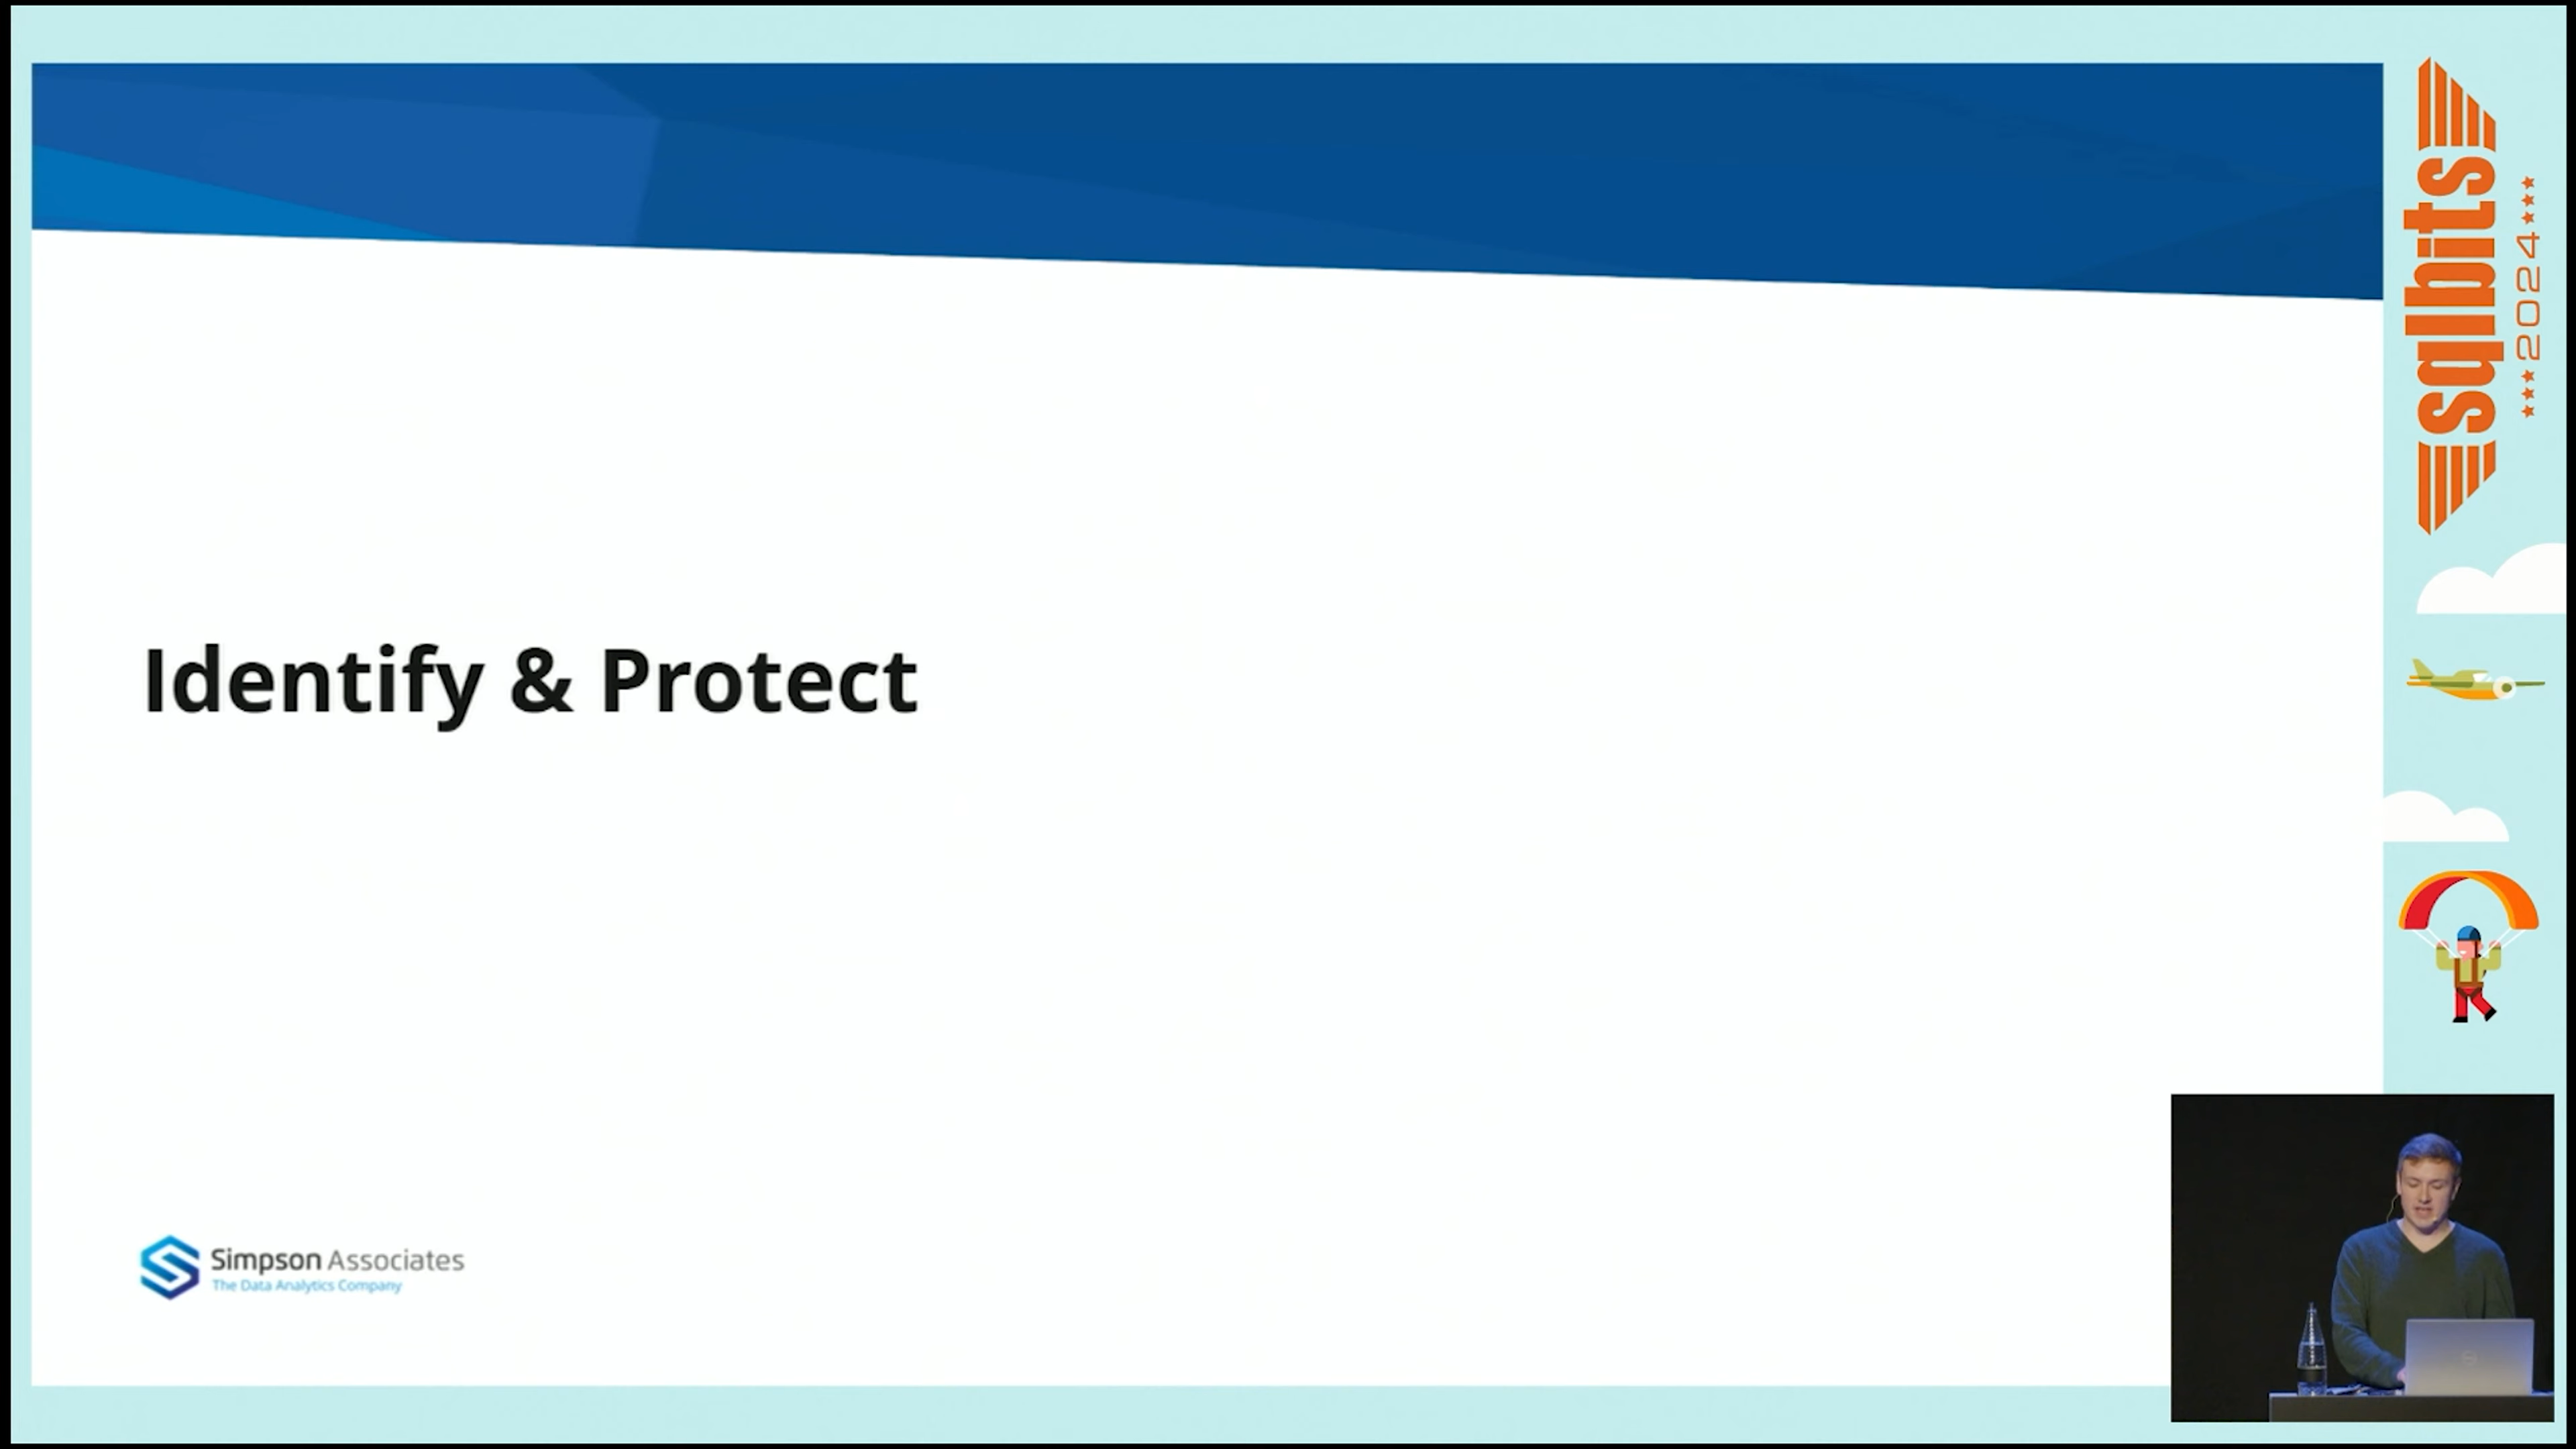 Identify & Protect
Simpson Associates
The Data Analytics Company
sqlbits
2024